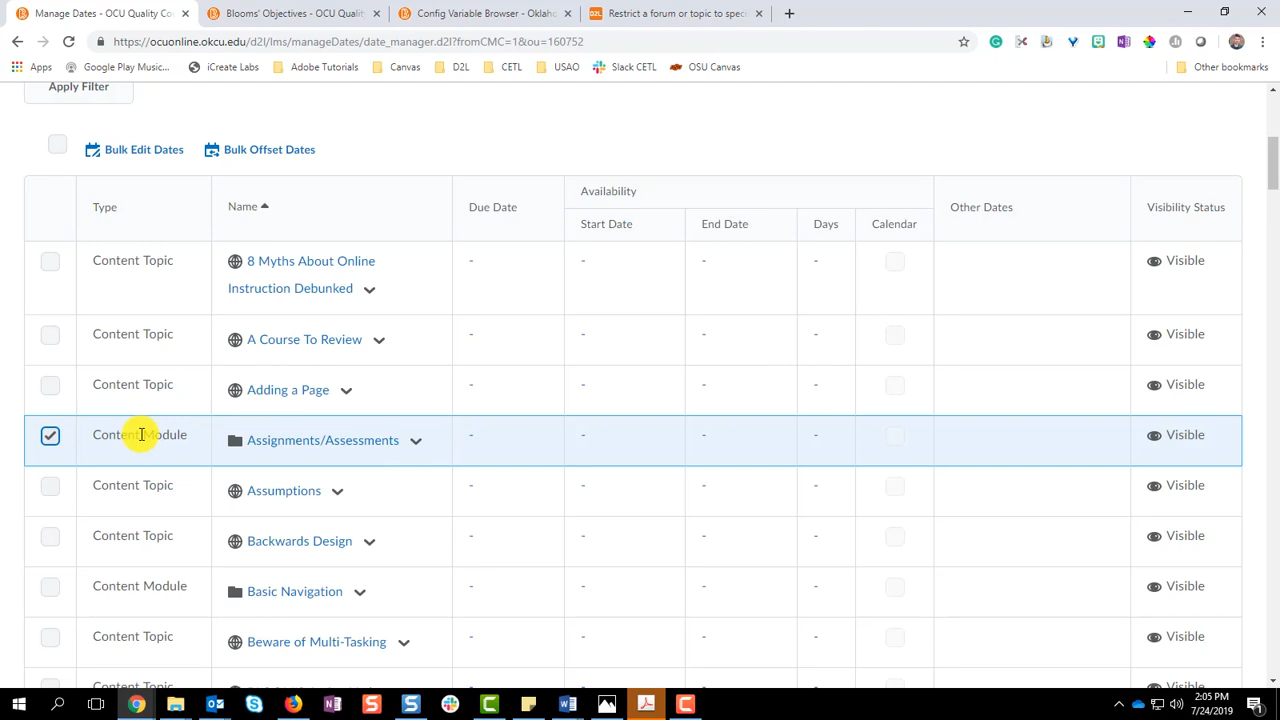 Manage Dates - OCU Quality Co
Blooms' Objectives - OCU Quality
Config Variable Browser - Oklaho
D2L Restrict a forum or topic to spec
https://ocuonline.okcu.edu/d2l/lms/manageDates/date_manager.d2l?fromCMC=1&ou=160752
Apps Google Play Music... iCreate Labs Adobe Tutorials Canvas D2L CETL USAO Slack CETL OSU Canvas Other bookmarks
Apply Filter
Bulk Edit Dates Bulk Offset Dates
Type Name Due Date Availability Other Dates Visibility Status
Start Date End Date Days Calendar
Content Topic 8 Myths About Online - - - - Visible
Instruction Debunked
Content Topic A Course To Review - - - - Visible
Content Topic Adding a Page - - - - Visible
Content Module Assignments/Assessments - - - - Visible
Content Topic Assumptions - - - - Visible
Content Topic Backwards Design - - - - Visible
Content Module Basic Navigation - - - - Visible
Content Topic Beware of Multi-Tasking - - - - Visible
Content Topic Visible
2:05 PM
7/24/2019